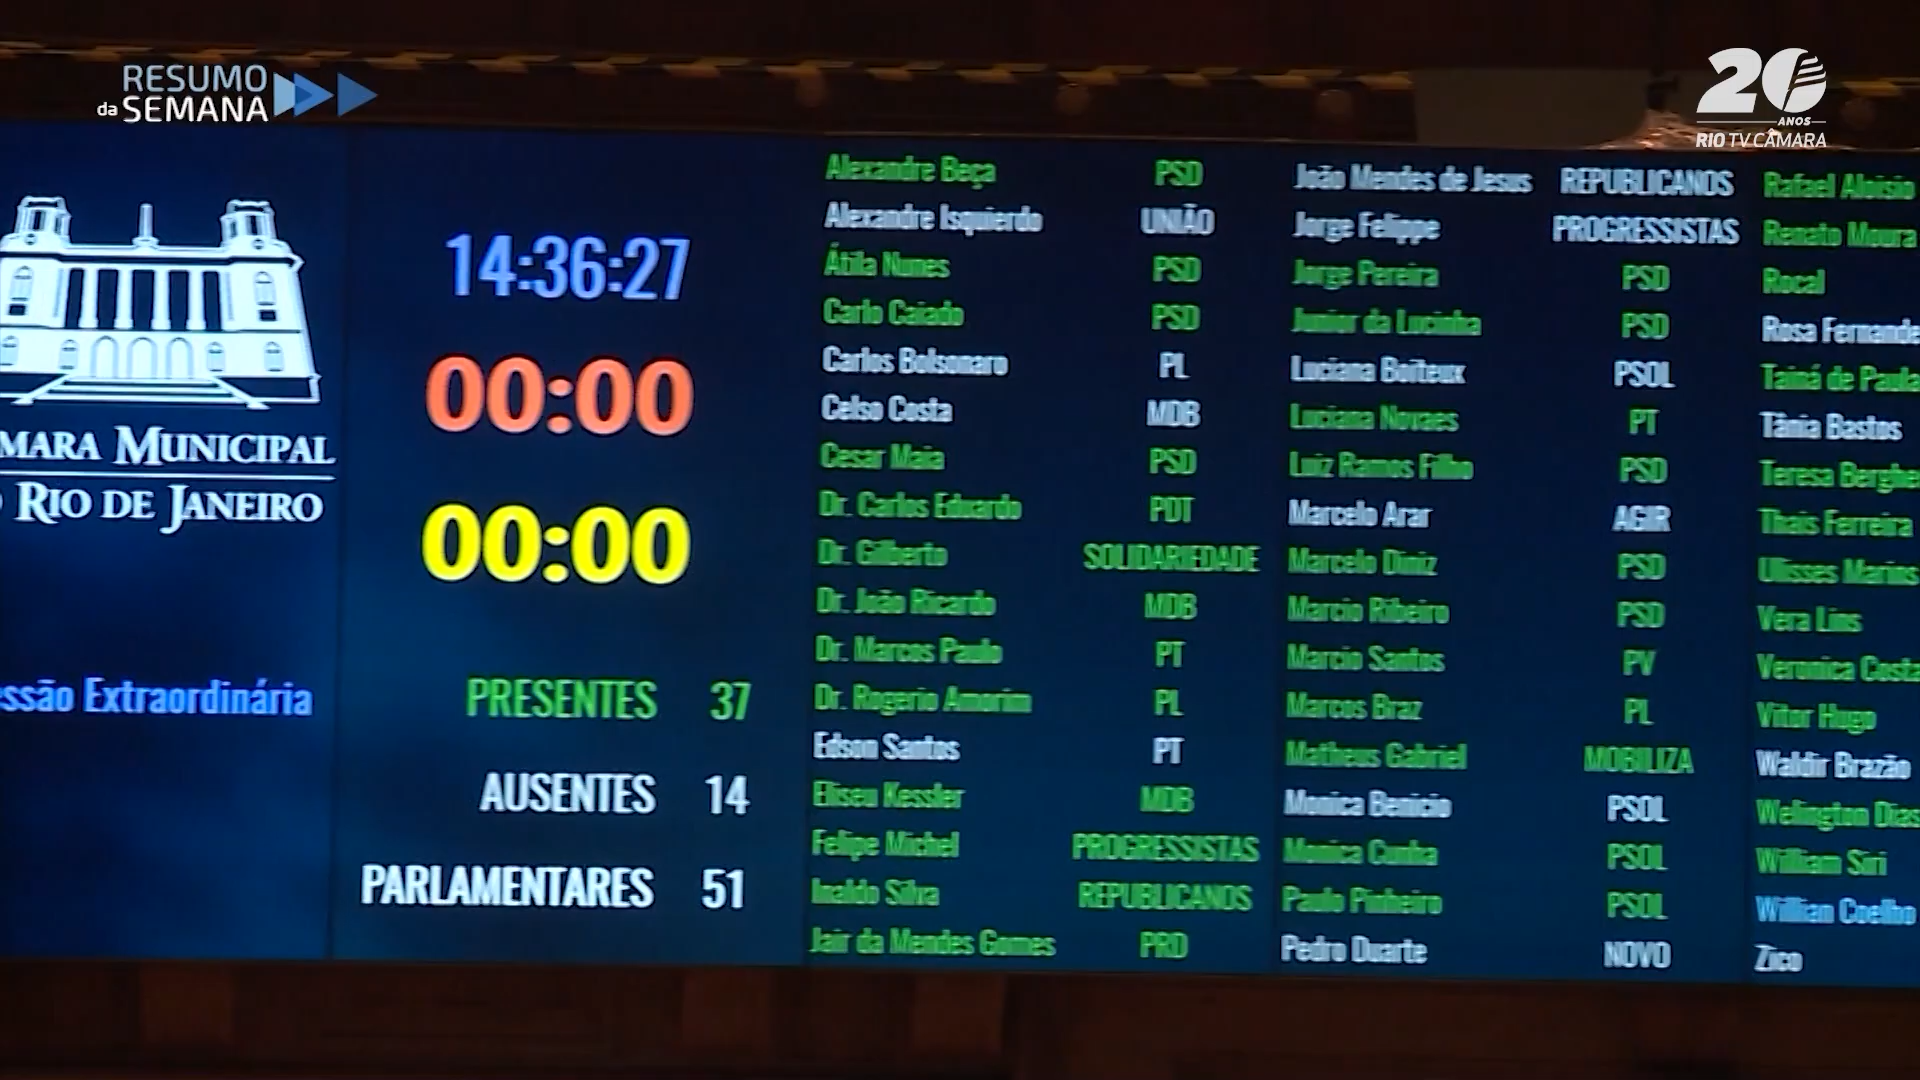 RESUMO
da SEMANA
20
ANOS
RIO TV CÂMARA
MARA MUNICIPAL
RIO DE JANEIRO
essão Extraordinária
14:36:27
00:00
00:00
PRESENTES 37
AUSENTES 14
PARLAMENTARES 51
Alexandre Beça PSD
Alexandre Isquierdo UNIÃO
Átila Nunes PSD
Carlo Caiado PSD
Carlos Bolsonaro PL
Celso Costa MDB
Cesar Maia PSD
Dr. Carlos Eduardo PDT
Dr. Gilberto SOLIDARIEDADE
Dr. João Ricardo MDB
Dr. Marcos Paulo PT
Dr. Rogerio Amorim PL
Edson Santos PT
Eliseu Kessler MDB
Felipe Michel PROGRESSISTAS
Inaldo Silva REPUBLICANOS
Jair da Mendes Gomes PRD
João Mendes de Jesus REPUBLICANOS
Jorge Felippe PROGRESSISTAS
Jorge Pereira PSD
Junior da Lucinha PSD
Luciana Boiteux PSOL
Luciana Novaes PT
Luiz Ramos Filho PSD
Marcelo Arar AGIR
Marcelo Diniz PSD
Marcio Ribeiro PSD
Marcio Santos PV
Marcos Braz PL
Matheus Gabriel MOBILIZA
Monica Benicio PSOL
Monica Cunha PSOL
Paulo Pinheiro PSOL
Pedro Duarte NOVO
Rafael Aloisio
Renato Moura
Rocal
Rosa Fernande
Tainá de Paula
Tânia Bastos
Teresa Berghe
Thais Ferreira
Ulisses Marins
Vera Lins
Veronica Costa
Vitor Hugo
Waldir Brazão
Welington Dias
William Siri
Willian Coelho
Zico